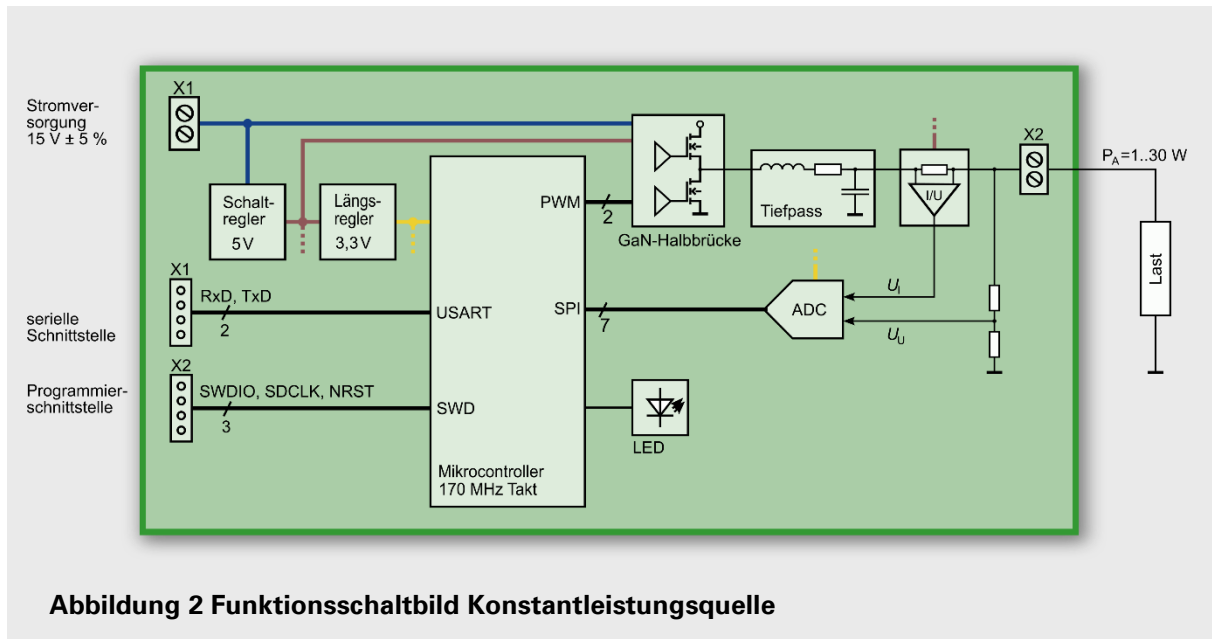 X1
Stromver-
sorgung
15 V ± 5 %
Schalt-
regler
5 V
Längs-
regler
3,3 V
PWM
2
GaN-Halbbrücke
Tiefpass
I/U
X2
P_A=1..30 W
Last
X1
RxD, TxD
2
USART
serielle
Schnittstelle
SPI
7
ADC
U_I
U_U
X2
SWDIO, SDCLK, NRST
3
SWD
Programmier-
schnittstelle
LED
Mikrocontroller
170 MHz Takt
Abbildung 2 Funktionsschaltbild Konstantleistungsquelle